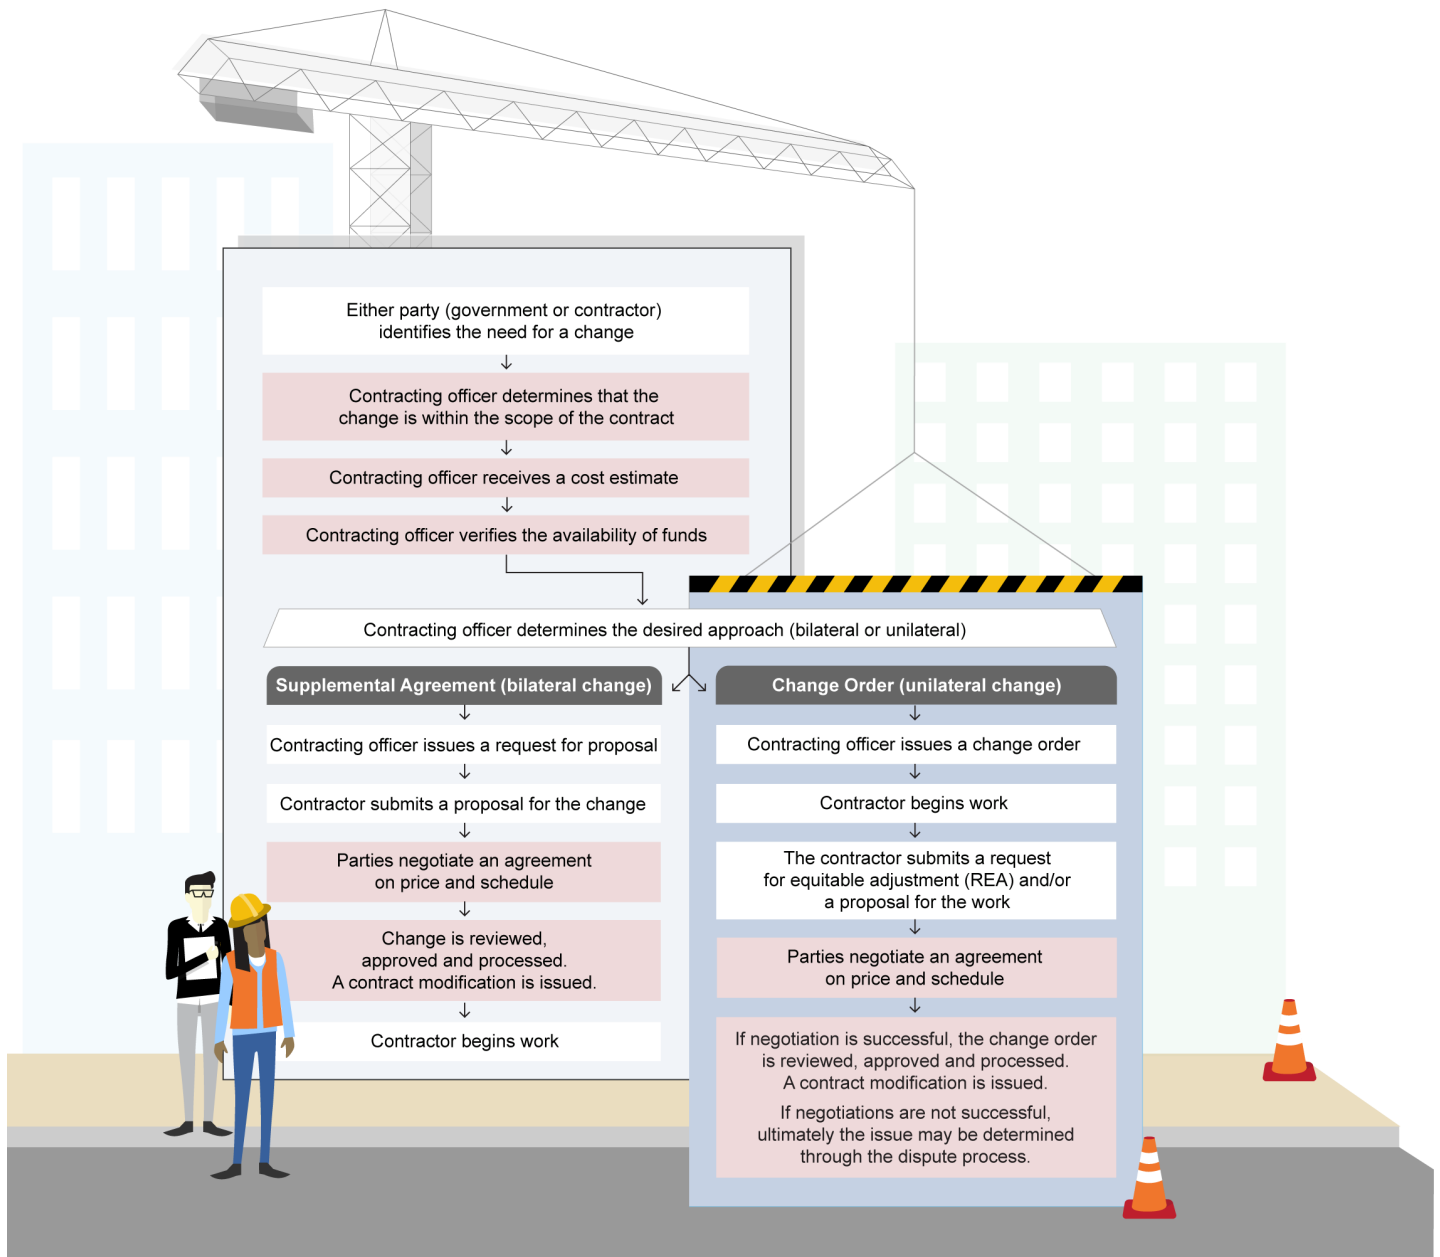 Either party (government or contractor)
identifies the need for a change
Contracting officer determines that the
change is within the scope of the contract
Contracting officer receives a cost estimate
Contracting officer verifies the availability of funds
Contracting officer determines the desired approach (bilateral or unilateral)
Supplemental Agreement (bilateral change)
Contracting officer issues a request for proposal
Contractor submits a proposal for the change
Parties negotiate an agreement
on price and schedule
Change is reviewed,
approved and processed.
A contract modification is issued.
Contractor begins work
Change Order (unilateral change)
Contracting officer issues a change order
Contractor begins work
The contractor submits a request
for equitable adjustment (REA) and/or
a proposal for the work
Parties negotiate an agreement
on price and schedule
If negotiation is successful, the change order
is reviewed, approved and processed.
A contract modification is issued.
If negotiations are not successful,
ultimately the issue may be determined
through the dispute process.